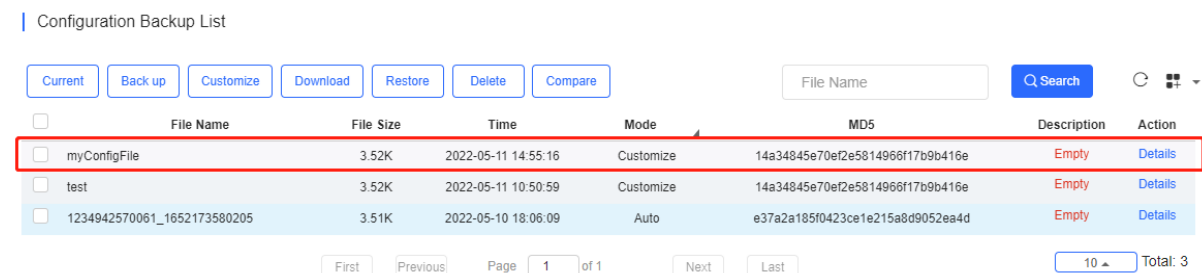 Configuration Backup List
Current Back up Customize Download Restore Delete Compare File Name Search
File Name File Size Time Mode MD5 Description Action
myConfigFile 3.52K 2022-05-11 14:55:16 Customize 14a34845e70ef2e5814966f17b9b416e Empty Details
test 3.52K 2022-05-11 10:50:59 Customize 14a34845e70ef2e5814966f17b9b416e Empty Details
1234942570061_1652173580205 3.51K 2022-05-10 18:06:09 Auto e37a2a185f0423ce1e215a8d9052ea4d Empty Details
First Previous Page 1 of 1 Next Last 10 Total: 3